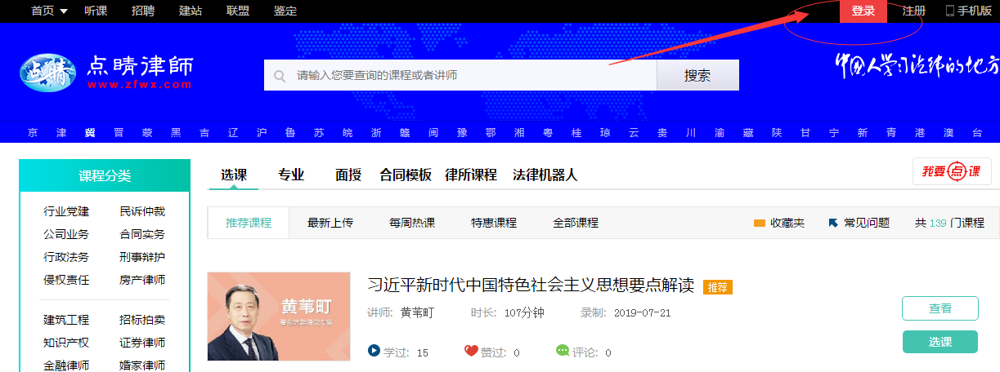 首页 听课 招聘 建站 联盟 鉴定 登录 注册 手机版
点睛
点晴律師
www.zfwx.com
请输入您要查询的课程或者讲师 搜索
中国人学习法律的地方
京 津 冀 晋 蒙 黑 吉 辽 沪 鲁 苏 皖 浙 赣 闽 豫 鄂 湘 粤 桂 琼 云 贵 川 渝 藏 陕 甘 宁 新 青 港 澳 台
课程分类
选课 专业 面授 合同模板 律所课程 法律机器人
我要点课
行业党建 民诉仲裁
公司业务 合同实务
行政法务 刑事辩护
侵权责任 房产律师
建筑工程 招标拍卖
知识产权 证券律师
金融律师 婚家律师
推荐课程 最新上传 每周热课 特惠课程 全部课程 收藏夹 常见问题 共 139 门课程
黄苇町
著名党建研究专家
习近平新时代中国特色社会主义思想要点解读 推荐
讲师: 黄苇町 时长: 107分钟 录制: 2019-07-21
学过: 15 赞过: 0 评论: 0
查看
选课